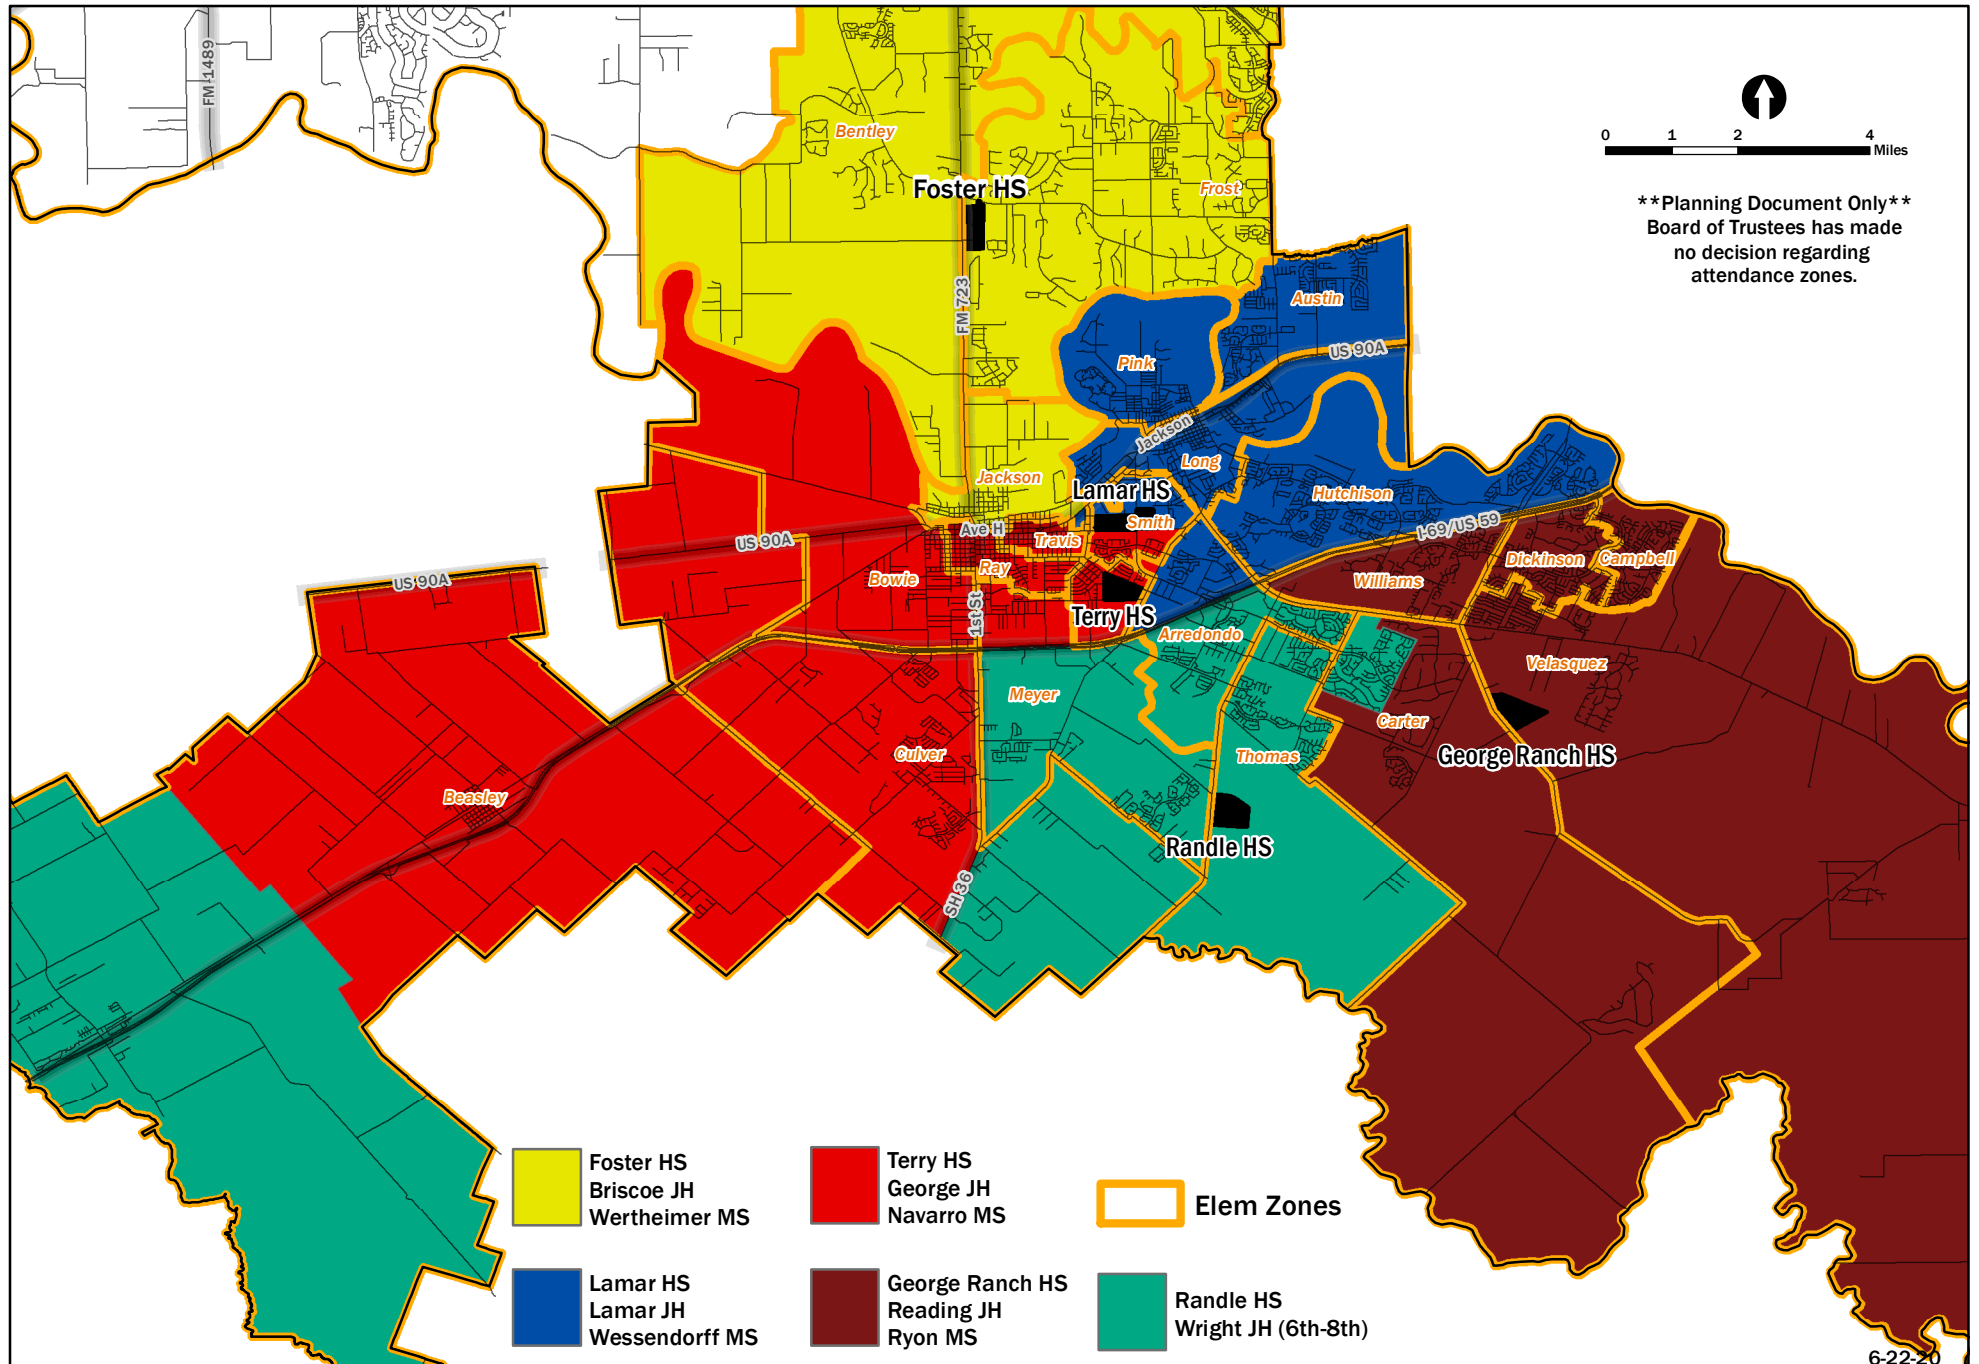 FM 1489
0 1 2 4
Miles
**Planning Document Only**
Board of Trustees has made
no decision regarding
attendance zones.
Bentley
Foster HS
Frost
FM 723
Austin
US 90A
Pink
Jackson
Long
Jackson
Lamar HS
Hutchison
Smith
I-69/US 59
Ave H
Travis
US 90A
Ray
Bowie
US 90A
Dickinson
Campbell
Williams
1st St
Terry HS
Arredondo
Velasquez
Meyer
Carter
Culver
Thomas
George Ranch HS
Beasley
Randle HS
SH 36
Foster HS
Briscoe JH
Wertheimer MS
Terry HS
George JH
Navarro MS
Elem Zones
Lamar HS
Lamar JH
Wessendorff MS
George Ranch HS
Reading JH
Ryon MS
Randle HS
Wright JH (6th-8th)
6-22-20